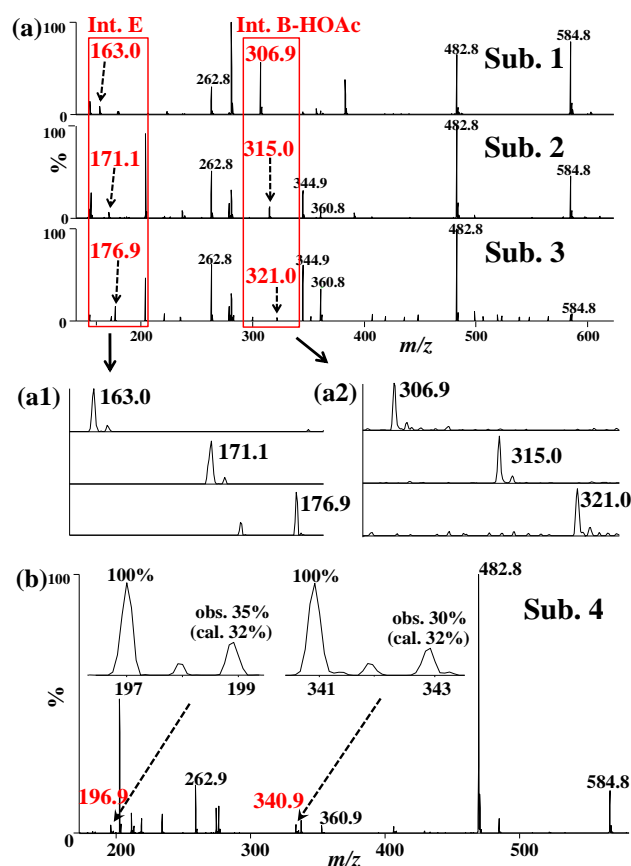 (a) Int. E Int. B-HOAc
100
163.0 306.9
262.8 482.8 584.8
Sub. 1
0
100
171.1 315.0
262.8 344.9 360.8 482.8 584.8
Sub. 2
%
0
100
176.9 321.0
262.8 344.9 360.8 482.8 584.8
Sub. 3
0
200 300 400 500 600
m/z
(a1) 163.0
171.1
176.9
(a2) 306.9
315.0
321.0
(b)
100
100% 100% 482.8
Sub. 4
obs. 35% obs. 30%
(cal. 32%) (cal. 32%)
197 199 341 343
%
196.9 262.9 340.9 360.9 584.8
0
200 300 400 500
m/z